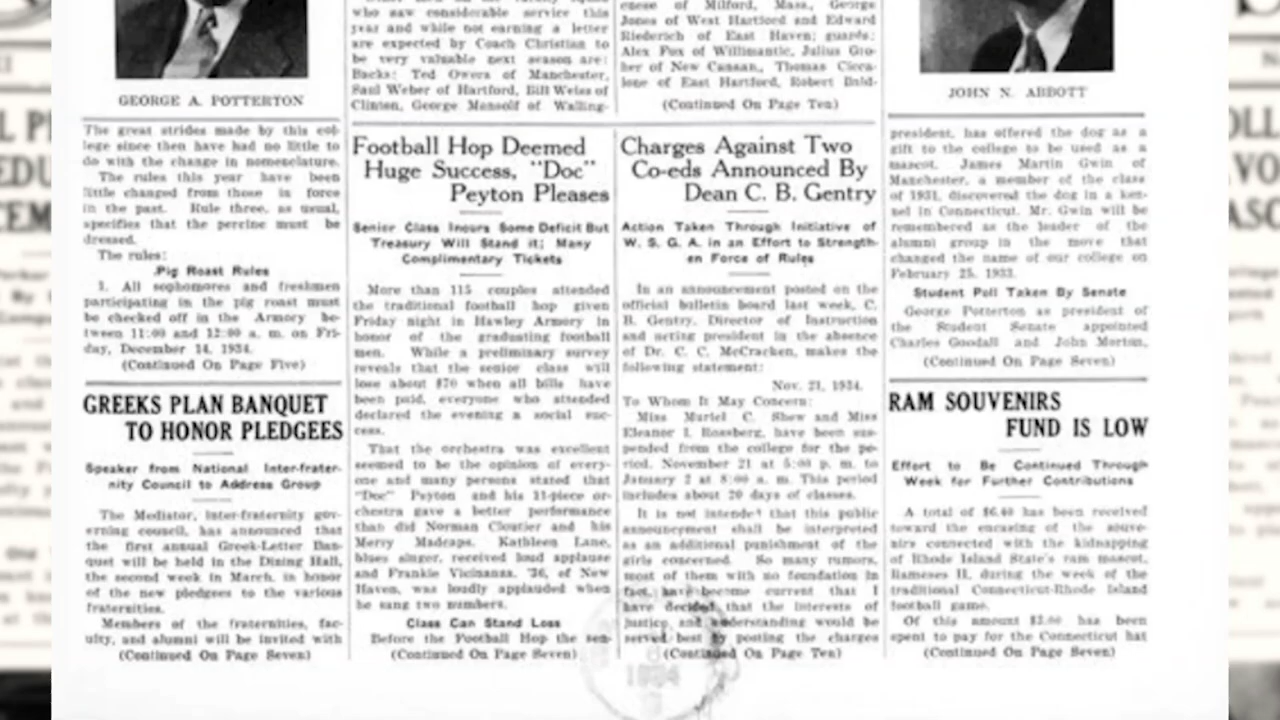 GEORGE A. POTTERTON
The great strides made by this col-
lege since then have had no little to
do with the change in nomenclature.
The rules this year have been
little changed from those in force
in the past. Rule three, as usual,
specifies that the porcine must be
dressed.
The rules:
Pig Roast Rules
1. All sophomores and freshmen
participating in the pig roast must
be checked off in the Armory be-
tween 11:00 and 12:00 a. m. on Fri-
day, December 14, 1934.
(Continued On Page Five)
GREEKS PLAN BANQUET
TO HONOR PLEDGEES
Speaker from National Inter-frater-
nity Council to Address Group
The Mediator, inter-fraternity gov-
erning council, has announced that
the first annual Greek-Letter Ban-
quet will be held in the Dining Hall,
the second week in March, in honor
of the new pledgees to the various
fraternities.
Members of the fraternities, fac-
ulty, and alumni will be invited with
(Continued On Page Seven)
who saw considerable service this
year and while not earning a letter
are expected by Coach Christian to
be very valuable next season are:
Backs: Ted Owers of Manchester,
Saul Weber of Hartford, Bill Weiss of
Clinton, George Mansolf of Walling-
Football Hop Deemed
Huge Success, "Doc"
Peyton Pleases
Senior Class Incurs Some Deficit But
Treasury Will Stand it; Many
Complimentary Tickets
More than 115 couples attended
the traditional football hop given
Friday night in Hawley Armory in
honor of the graduating football
men. While a preliminary survey
reveals that the senior class will
lose about $70 when all bills have
been paid, everyone who attended
declared the evening a social suc-
cess.
That the orchestra was excellent
seemed to be the opinion of every-
one and many persons stated that
"Doc" Peyton and his 11-piece or-
chestra gave a better performance
than did Norman Cloutier and his
Merry Madcaps. Kathleen Lane,
blues singer, received loud applause
and Frankie Vicinanza, '36, of New
Haven, was loudly applauded when
he sang two numbers.
Class Can Stand Loss
Before the Football Hop the sen-
(Continued On Page Seven)
of Milford, Mass., George
Jones of West Hartford and Edward
Riederich of East Haven; guards:
Alex Fox of Willimantic, Julius Gro-
ber of New Canaan, Thomas Cicca-
lone of East Hartford, Robert Bald-
(Continued On Page Ten)
Charges Against Two
Co-eds Announced By
Dean C. B. Gentry
Action Taken Through Initiative of
W. S. G. A. in an Effort to Strength-
en Force of Rules
In an announcement posted on the
official bulletin board last week, C.
B. Gentry, Director of Instruction
and acting president in the absence
of Dr. C. C. McCracken, makes the
following statement:
Nov. 21, 1934.
To Whom It May Concern:
Miss Muriel C. Shew and Miss
Eleanor I. Rossberg, have been sus-
pended from the college for the pe-
riod, November 21 at 5:00 p. m. to
January 2 at 8:00 a. m. This period
includes about 20 days of classes.
It is not intended that this public
announcement shall be interpreted
as an additional punishment of the
girls concerned. So many rumors,
most of them with no foundation in
fact, have become current that I
have decided that the interests of
justice and understanding would be
served best by posting the charges
(Continued On Page Ten)
1934
JOHN N. ABBOTT
president, has offered the dog as a
gift to the college to be used as a
mascot. James Martin Gwin of
Manchester, a member of the class
of 1931, discovered the dog in a ken-
nel in Connecticut. Mr. Gwin will be
remembered as the leader of the
alumni group in the move that
changed the name of our college on
February 25, 1933.
Student Poll Taken By Senate
George Potterton as president of
the Student Senate appointed
Charles Goodall and John Morton,
(Continued On Page Seven)
RAM SOUVENIRS
FUND IS LOW
Effort to Be Continued Through
Week for Further Contributions
A total of $6.40 has been received
toward the encasing of the souve-
nirs connected with the kidnapping
of Rhode Island State's ram mascot,
Rameses II, during the week of the
traditional Connecticut-Rhode Island
football game.
Of this amount $3.00 has been
spent to pay for the Connecticut hat
(Continued On Page Seven)